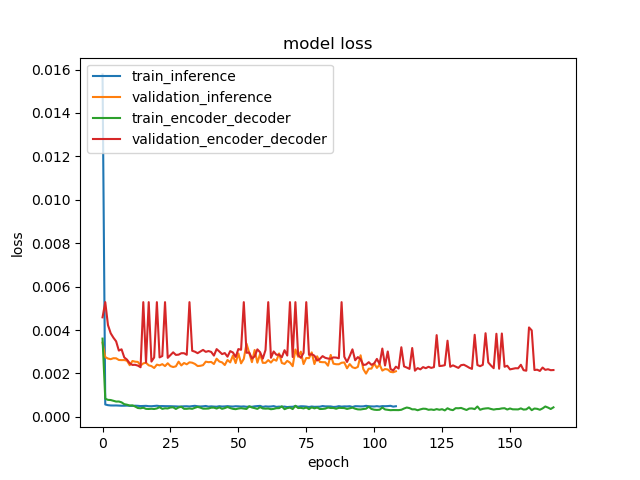 model loss
train_inference
validation_inference
train_encoder_decoder
validation_encoder_decoder
0.016
0.014
0.012
0.010
0.008
0.006
0.004
0.002
0.000
loss
0 25 50 75 100 125 150
epoch